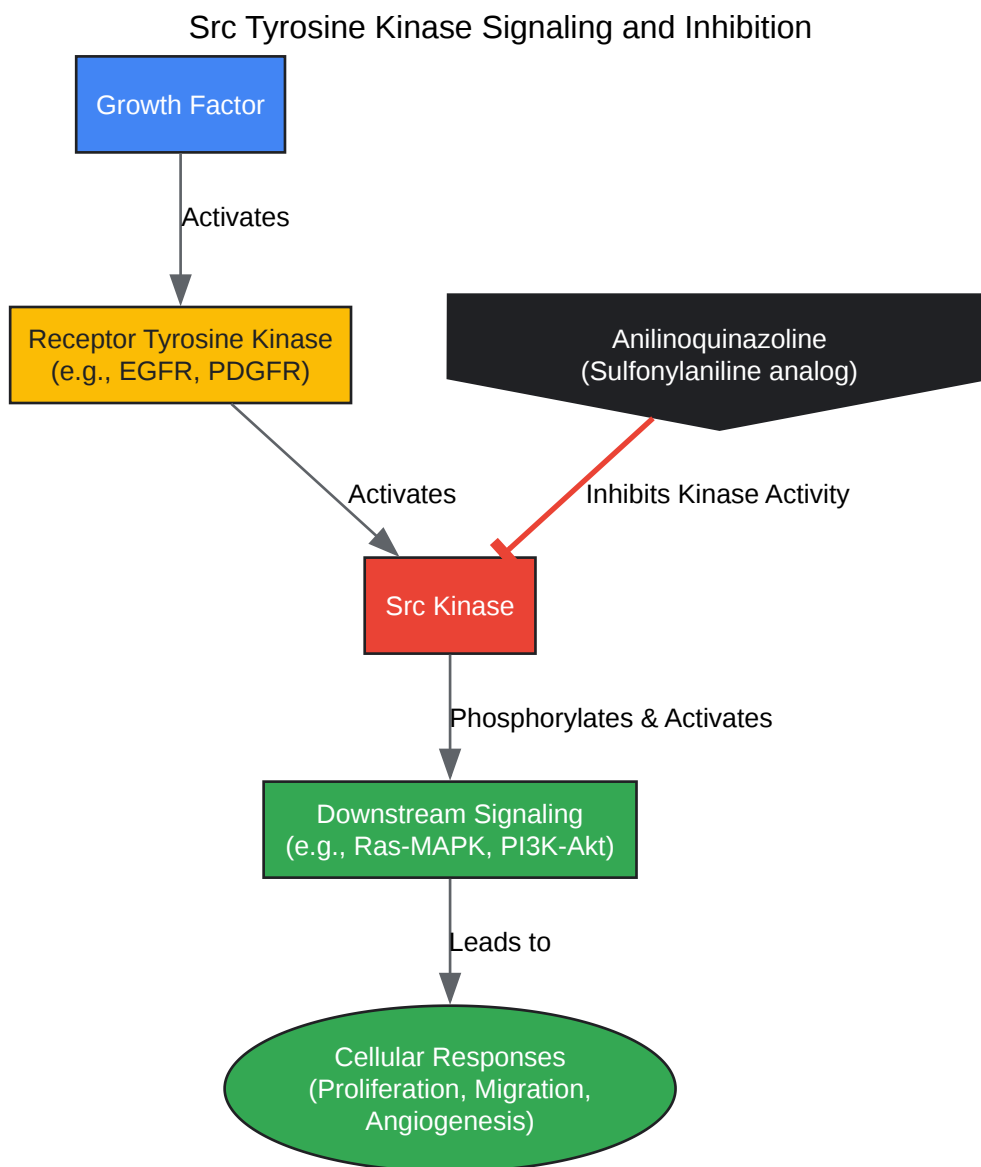 Src Tyrosine Kinase Signaling and Inhibition
Growth Factor
Activates
Receptor Tyrosine Kinase
(e.g., EGFR, PDGFR)
Anilinoquinazoline
(Sulfonylaniline analog)
Activates
Inhibits Kinase Activity
Src Kinase
Phosphorylates & Activates
Downstream Signaling
(e.g., Ras-MAPK, PI3K-Akt)
Leads to
Cellular Responses
(Proliferation, Migration,
Angiogenesis)